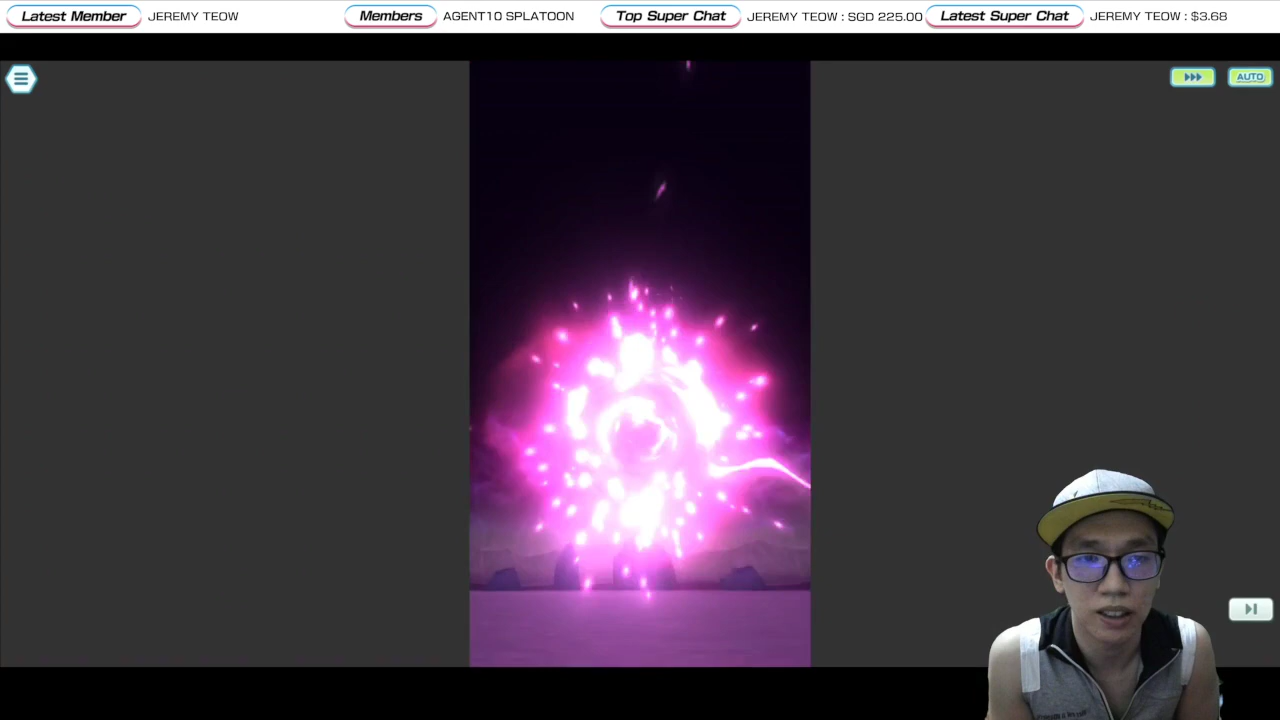 Latest Member JEREMY TEOW Members AGENT10 SPLATOON Top Super Chat JEREMY TEOW : SGD 225.00 Latest Super Chat JEREMY TEOW : $3.68
AUTO